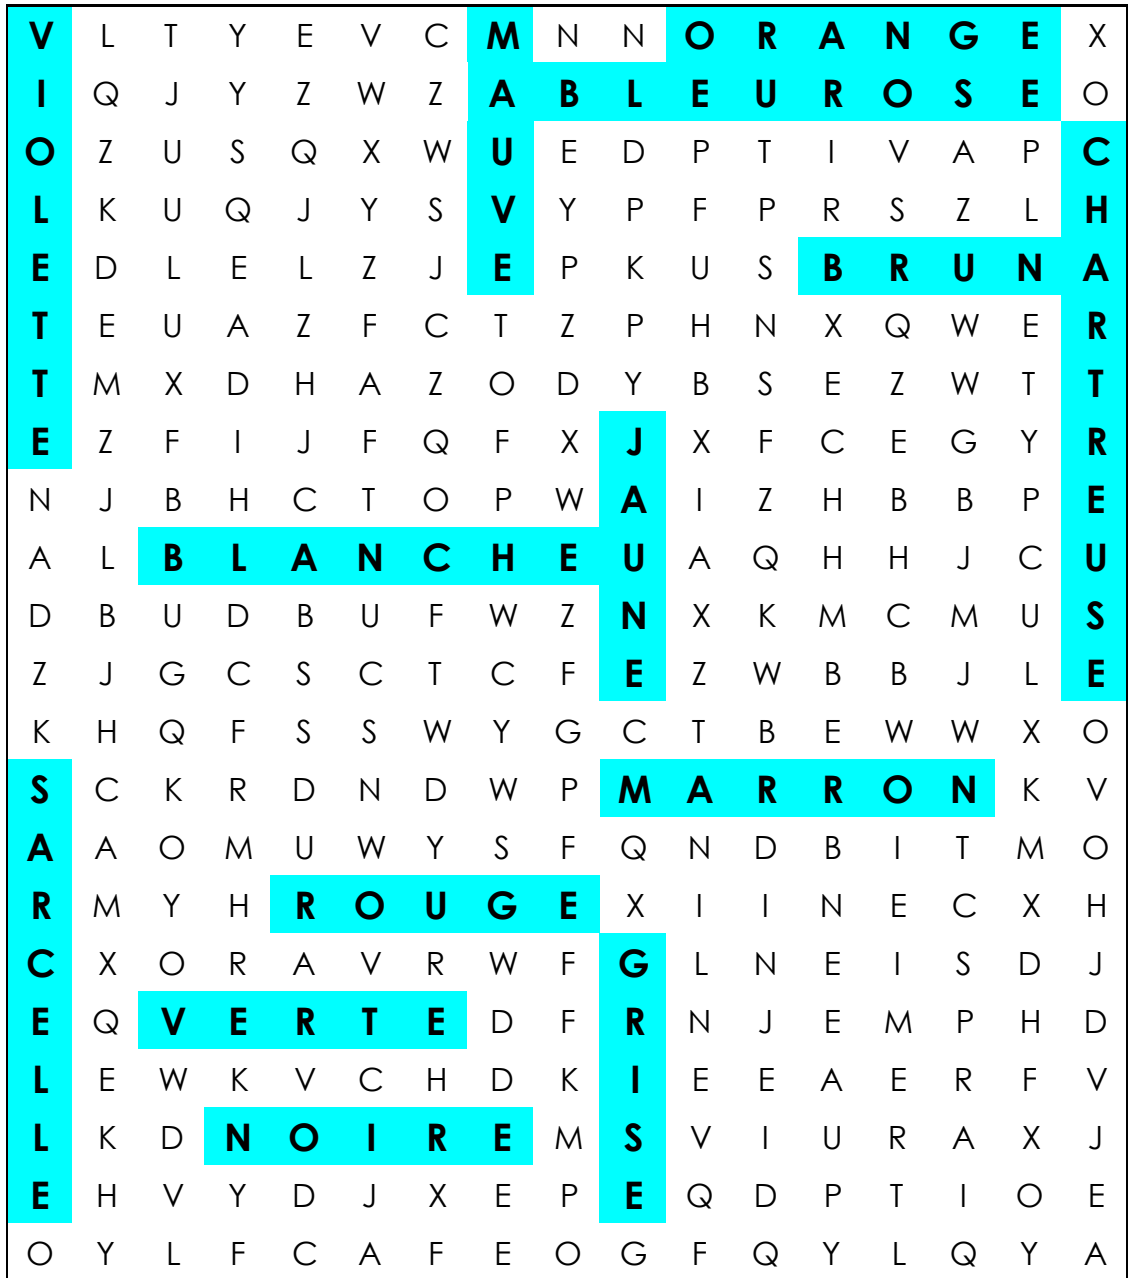 V L T Y E V C M N N O R A N G E X
I Q J Y Z W Z A B L E U R O S E O
O Z U S Q X W U E D P T I V A P C
L K U Q J Y S V Y P F P R S Z L H
E D L E L Z J E P K U S B R U N A
T E U A Z F C T Z P H N X Q W E R
T M X D H A Z O D Y B S E Z W T T
E Z F I J F Q F X J X F C E G Y R
N J B H C T O P W A I Z H B B P E
A L B L A N C H E U A Q H H J C U
D B U D B U F W Z N X K M C M U S
Z J G C S C T C F E Z W B B J L E
K H Q F S S W Y G C T B E W W X O
S C K R D N D W P M A R R O N K V
A A O M U W Y S F Q N D B I T M O
R M Y H R O U G E X I I N E C X H
C X O R A V R W F G L N E I S D J
E Q V E R T E D F R N J E M P H D
L E W K V C H D K I E E A E R F V
L K D N O I R E M S V I U R A X J
E H V Y D J X E P E Q D P T I O E
O Y L F C A F E O G F Q Y L Q Y A